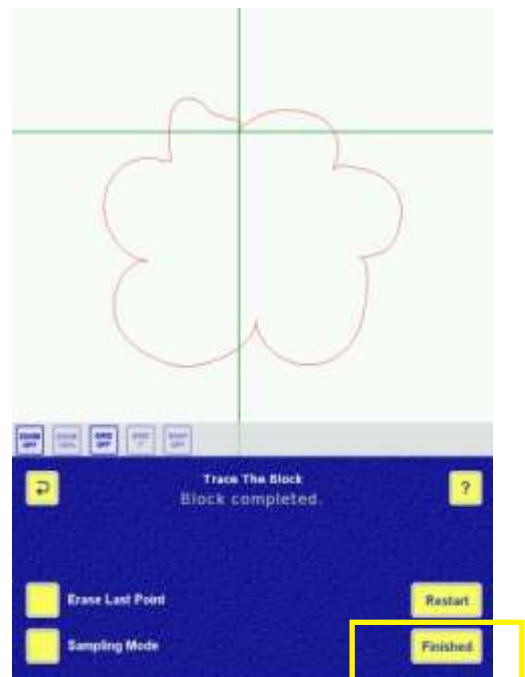 Trace The Block
Block completed.
?
Erase Last Point
Restart
Sampling Mode
Finished